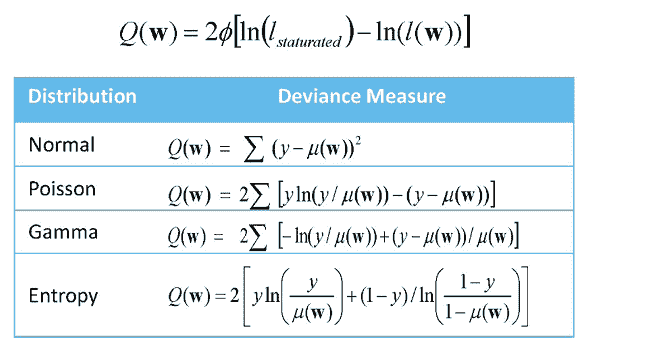 Q(w) = 2ϕ[ln(l_staturated) − ln(l(w))]
Distribution Deviance Measure
Normal Q(w) = ∑ (y − μ(w))²
Poisson Q(w) = 2∑ [y ln(y / μ(w)) − (y − μ(w))]
Gamma Q(w) = 2∑ [− ln(y / μ(w)) + (y − μ(w)) / μ(w)]
Entropy Q(w) = 2[y ln(y / μ(w)) + (1 − y) / ln((1 − y) / (1 − μ(w)))]